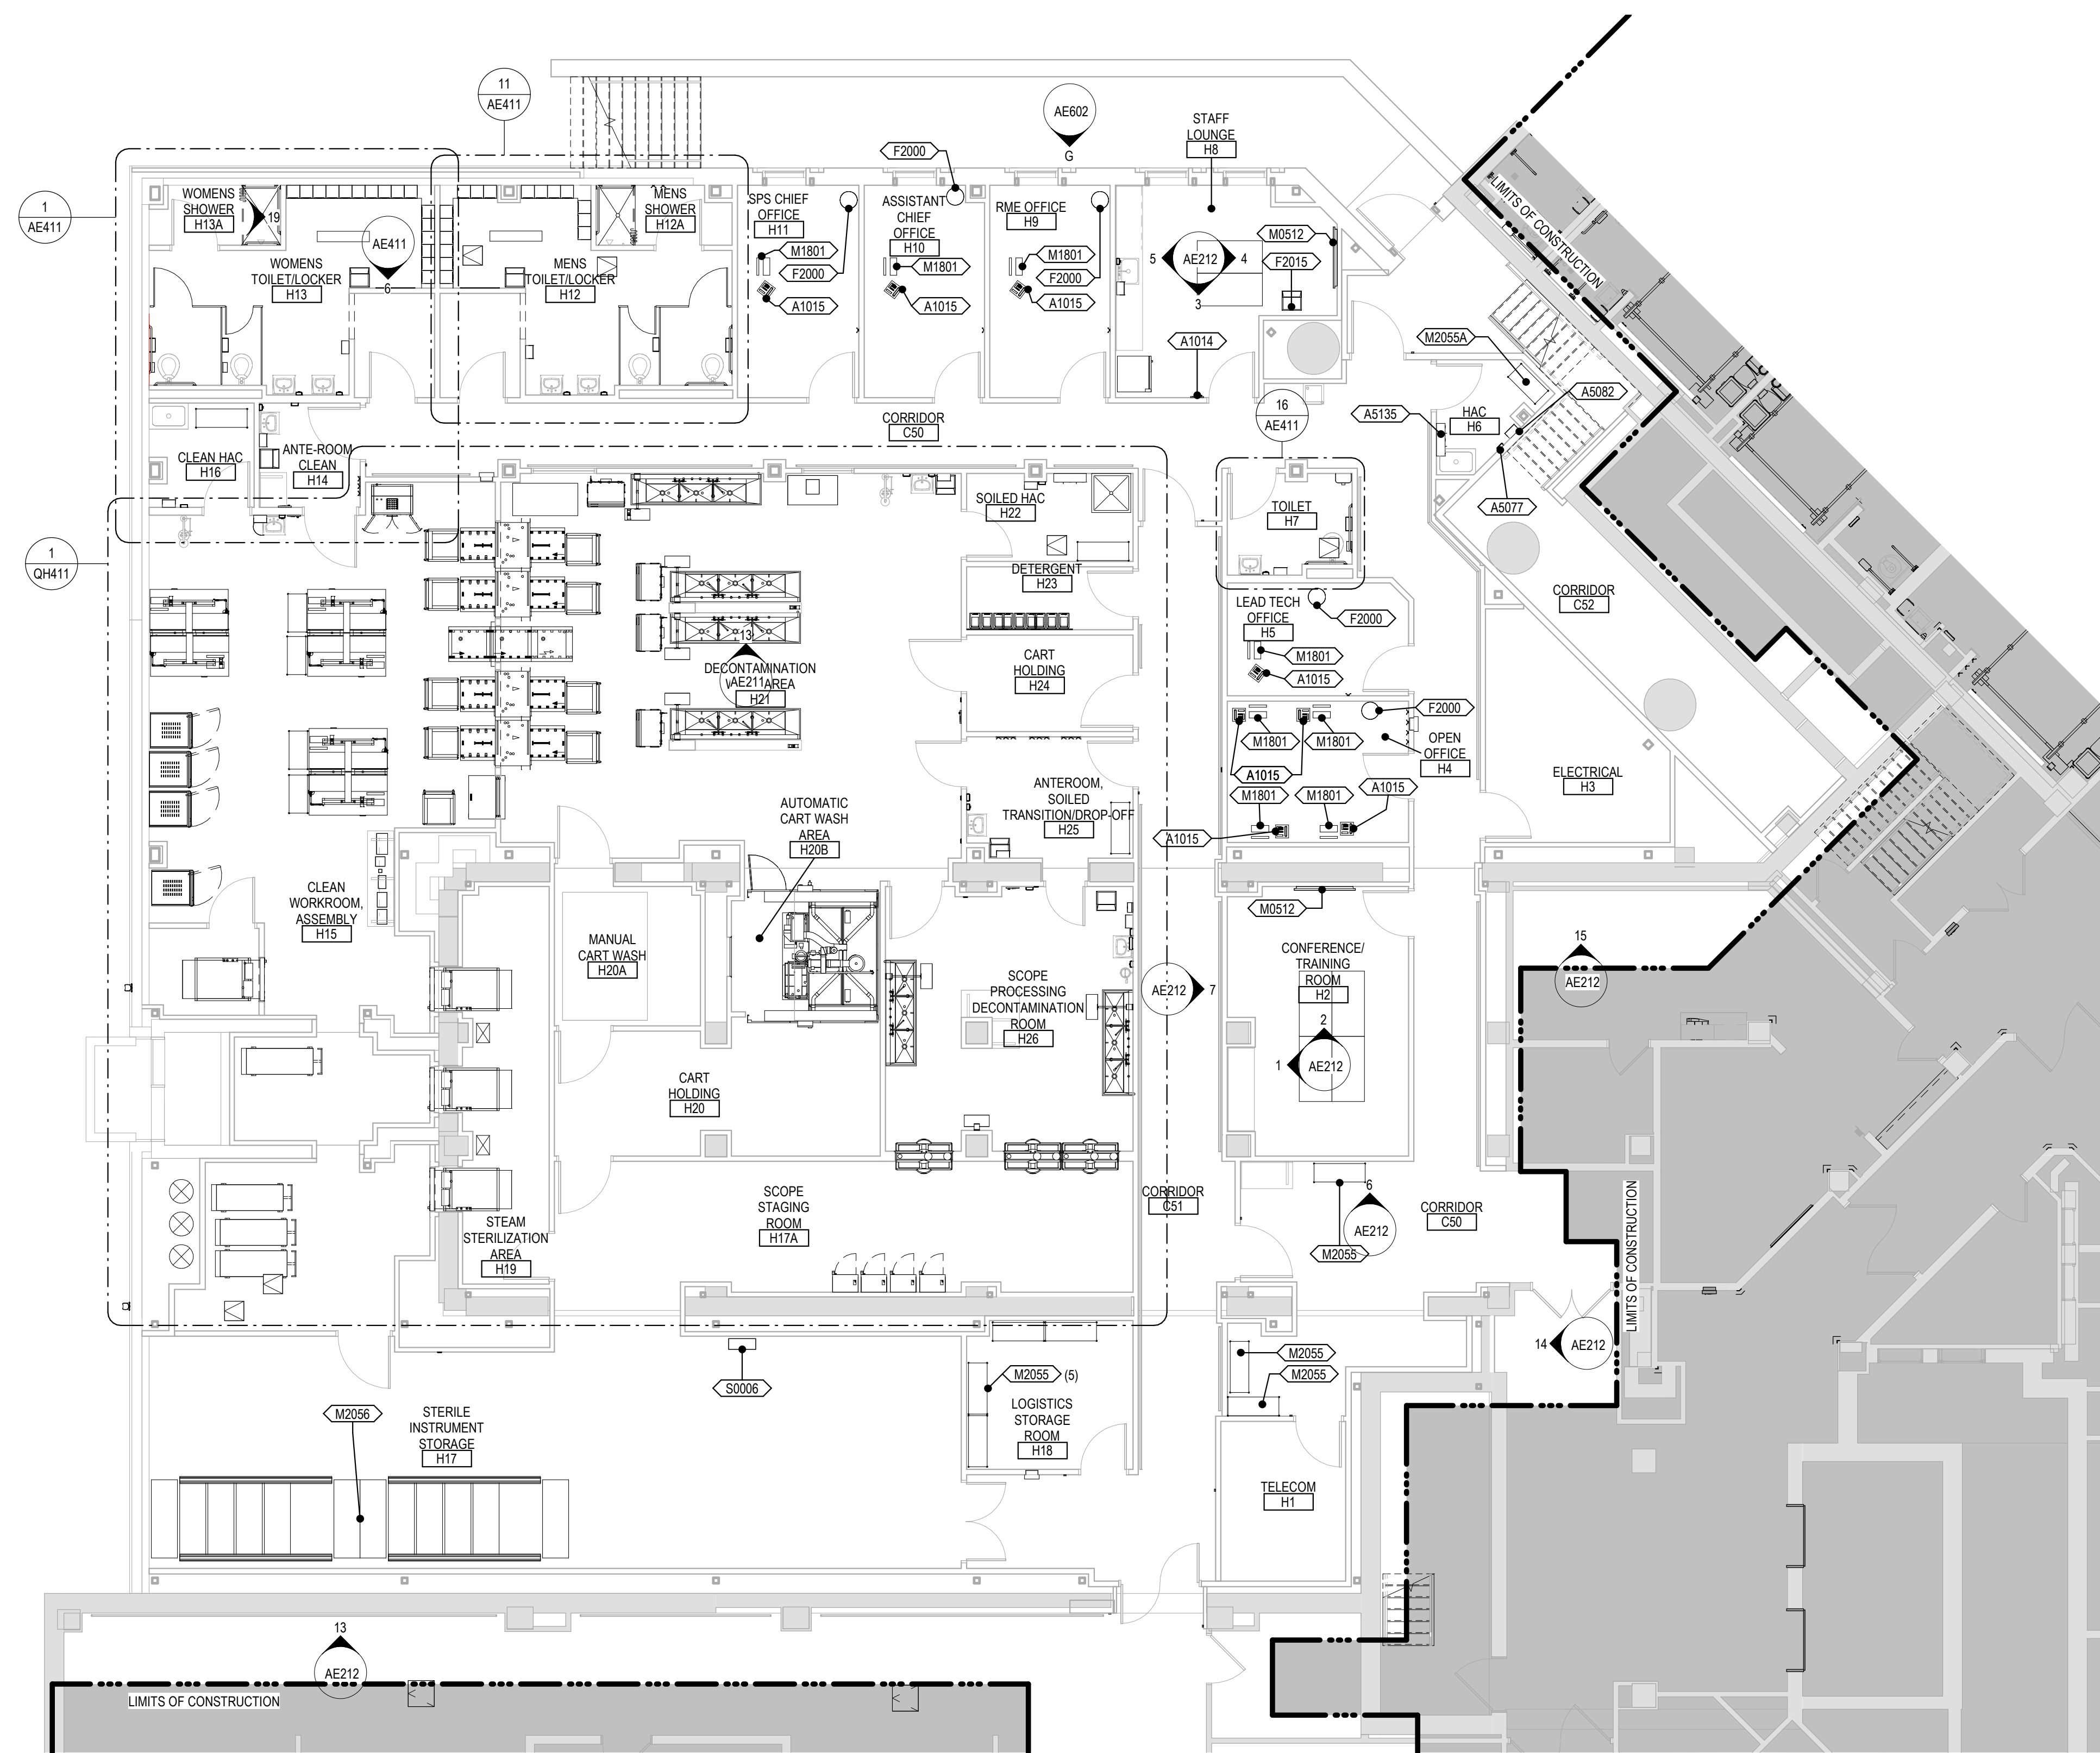 11
AE411
AE602
G
STAFF
LOUNGE
H8
F2000
1
AE411
WOMENS
SHOWER
H13A
19
AE411
6
WOMENS
TOILET/LOCKER
H13
MENS
SHOWER
H12A
MENS
TOILET/LOCKER
H12
SPS CHIEF
OFFICE
H11
M1801
F2000
A1015
ASSISTANT
CHIEF
OFFICE
H10
M1801
A1015
RME OFFICE
H9
M1801
F2000
A1015
5
AE212
4
3
M0512
F2015
A1014
LIMITS OF CONSTRUCTION
M2055A
A5082
A5135
HAC
H6
A5077
16
AE411
CORRIDOR
C50
CLEAN HAC
H16
ANTE-ROOM
CLEAN
H14
SOILED HAC
H22
TOILET
H7
1
QH411
DETERGENT
H23
LEAD TECH
OFFICE
H5
F2000
M1801
A1015
CORRIDOR
C52
13
DECONTAMINATION
AE211
AREA
H21
CART
HOLDING
H24
F2000
M1801
M1801
OPEN
OFFICE
H4
A1015
M1801
M1801
A1015
A1015
ELECTRICAL
H3
ANTEROOM,
SOILED
TRANSITION/DROP-OFF
H25
AUTOMATIC
CART WASH
AREA
H20B
CLEAN
WORKROOM,
ASSEMBLY
H15
MANUAL
CART WASH
H20A
M0512
CONFERENCE/
TRAINING
ROOM
H2
2
1
AE212
15
AE212
SCOPE
PROCESSING
DECONTAMINATION
ROOM
H26
AE212
7
CART
HOLDING
H20
SCOPE
STAGING
ROOM
H17A
CORRIDOR
C51
6
AE212
M2055
CORRIDOR
C50
STEAM
STERILIZATION
AREA
H19
LIMITS OF CONSTRUCTION
14
AE212
S0006
M2055 (5)
M2055
M2055
M2056
STERILE
INSTRUMENT
STORAGE
H17
LOGISTICS
STORAGE
ROOM
H18
TELECOM
H1
13
AE212
LIMITS OF CONSTRUCTION